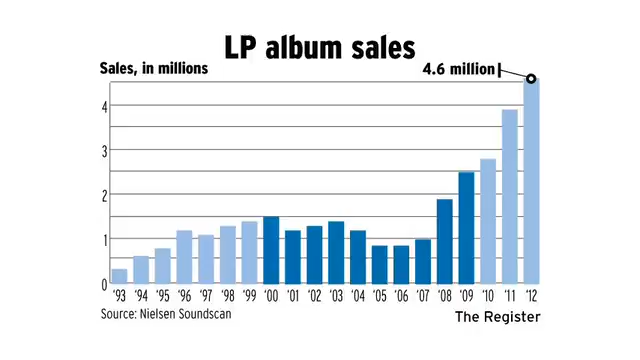 LP album sales
Sales, in millions
4.6 million
4
3
2
1
0
'93 '94 '95 '96 '97 '98 '99 '00 '01 '02 '03 '04 '05 '06 '07 '08 '09 '10 '11 '12
Source: Nielsen Soundscan
The Register